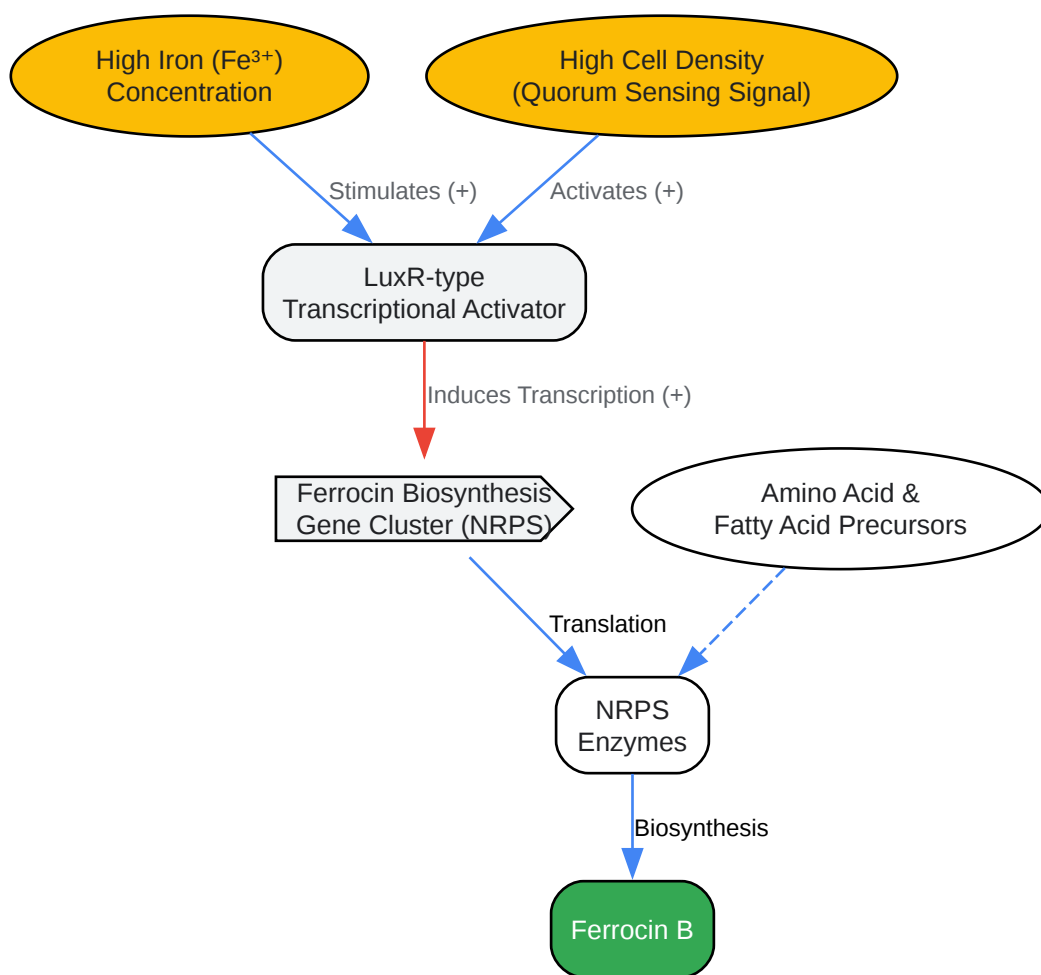 High Iron (Fe³⁺)
Concentration
High Cell Density
(Quorum Sensing Signal)
Stimulates (+)
Activates (+)
LuxR-type
Transcriptional Activator
Induces Transcription (+)
Ferrocin Biosynthesis
Gene Cluster (NRPS)
Amino Acid &
Fatty Acid Precursors
Translation
NRPS
Enzymes
Biosynthesis
Ferrocin B